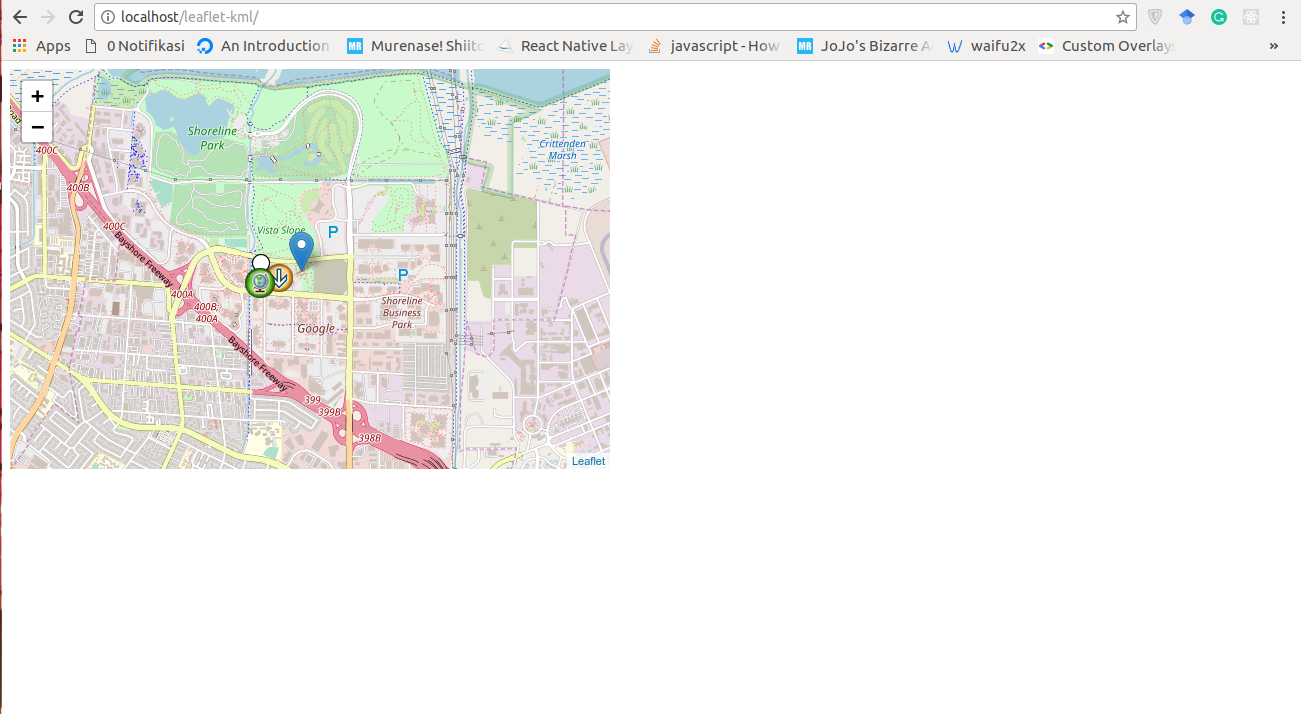 localhost/leaflet-kml/
Apps
0 Notifikasi
An Introduction
Murenase! Shiito
React Native Lay
javascript - How
JoJo's Bizarre A
waifu2x
Custom Overlay
»
+
−
Shoreline
Park
Crittenden
Marsh
400C
400B
400C
Bayshore Freeway
Vista Slope
P
P
400A
400B;
400A
Shoreline
Business
Park
Google
Bayshore Freeway
399
399B
398B
Leaflet